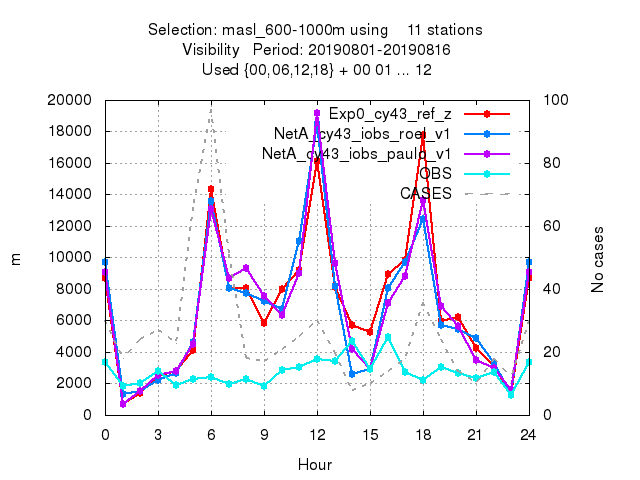 Selection: masl_600-1000m using    11 stations
Visibility   Period: 20190801-20190816
Used {00,06,12,18} + 00 01 ... 12
20000
18000
16000
14000
12000
10000
8000
6000
4000
2000
0
m
100
80
60
40
20
0
No cases
Exp0_cy43_ref_z
NetA_cy43_iobs_roel_v1
NetA_cy43_iobs_paulo_v1
OBS
CASES
0 3 6 9 12 15 18 21 24
Hour